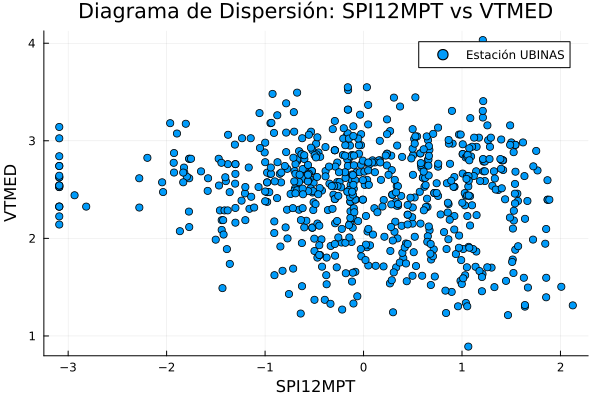 Diagrama de Dispersión: SPI12MPT vs VTMED
Estación UBINAS
4
3
2
1
VTMED
−3
−2
−1
0
1
2
SPI12MPT